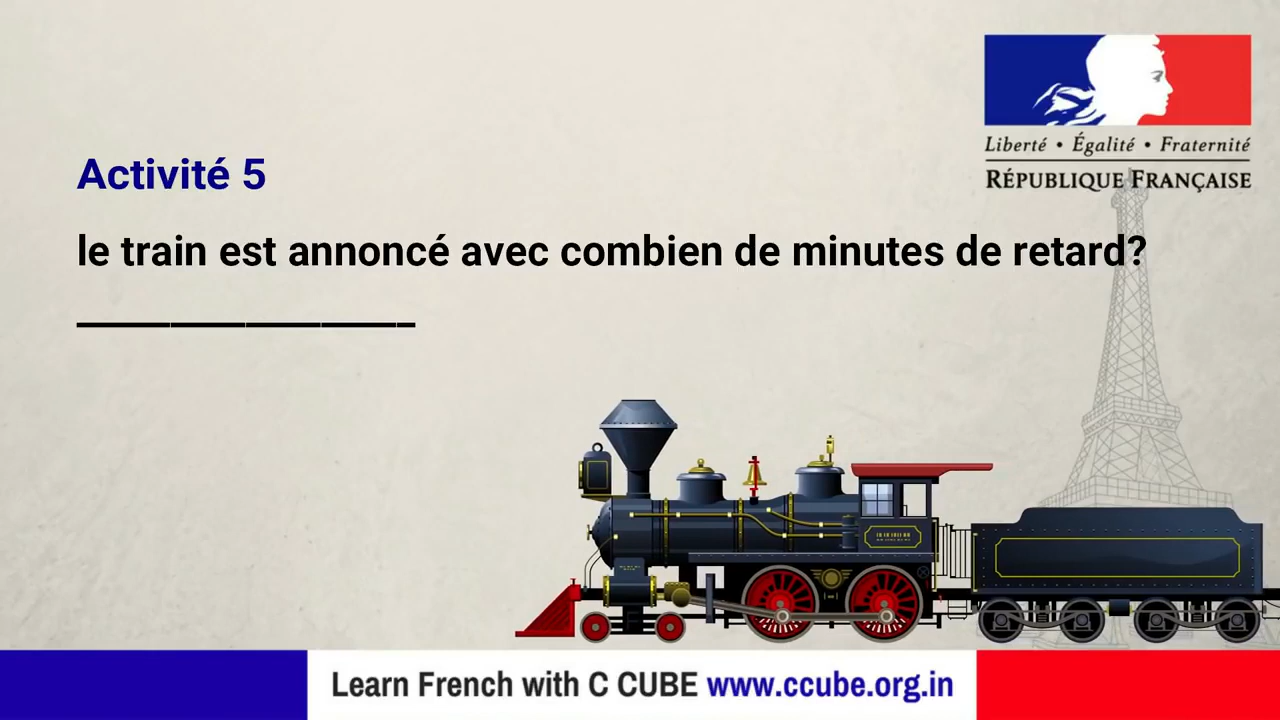 Liberté • Égalité • Fraternité
RÉPUBLIQUE FRANÇAISE
Activité 5
le train est annoncé avec combien de minutes de retard?
Learn French with C CUBE www.ccube.org.in